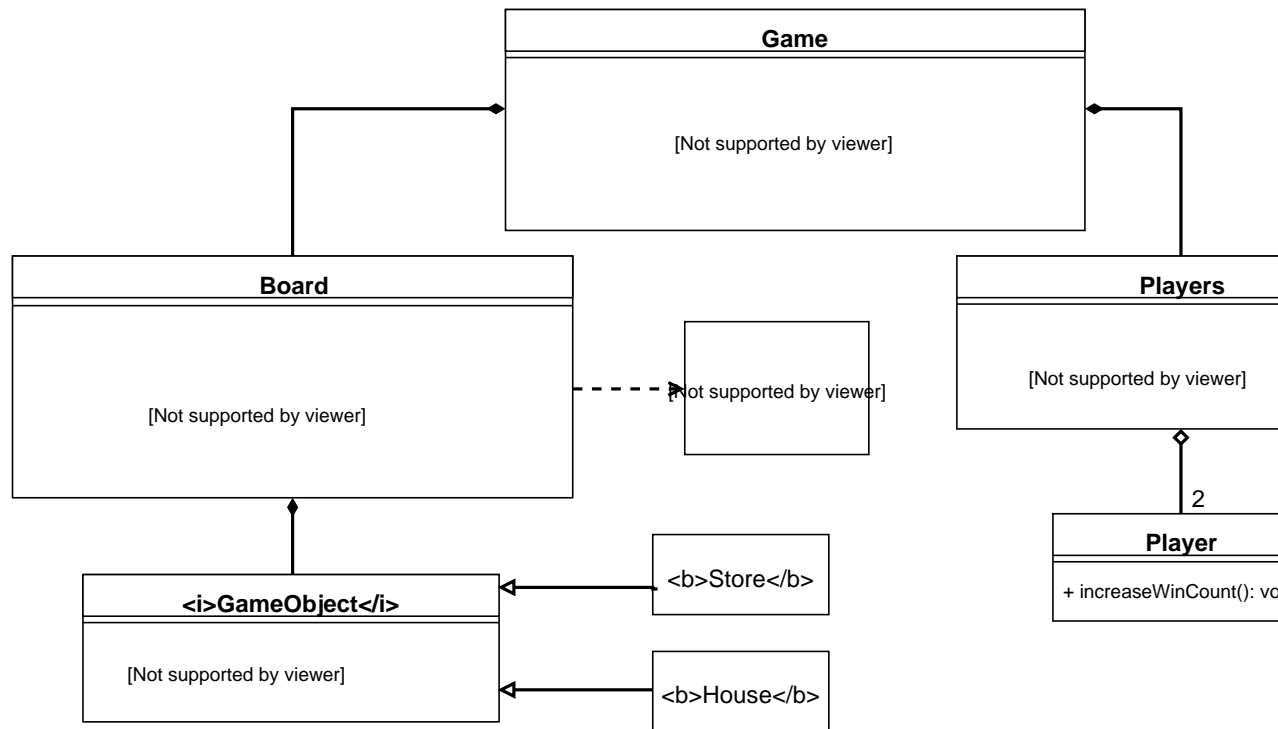 Game
[Not supported by viewer]
Board
Players
[Not supported by viewer]
[Not supported by viewer]
[Not supported by viewer]
2
Player
+ increaseWinCount(): vo
<b>Store</b>
<i>GameObject</i>
[Not supported by viewer]
<b>House</b>